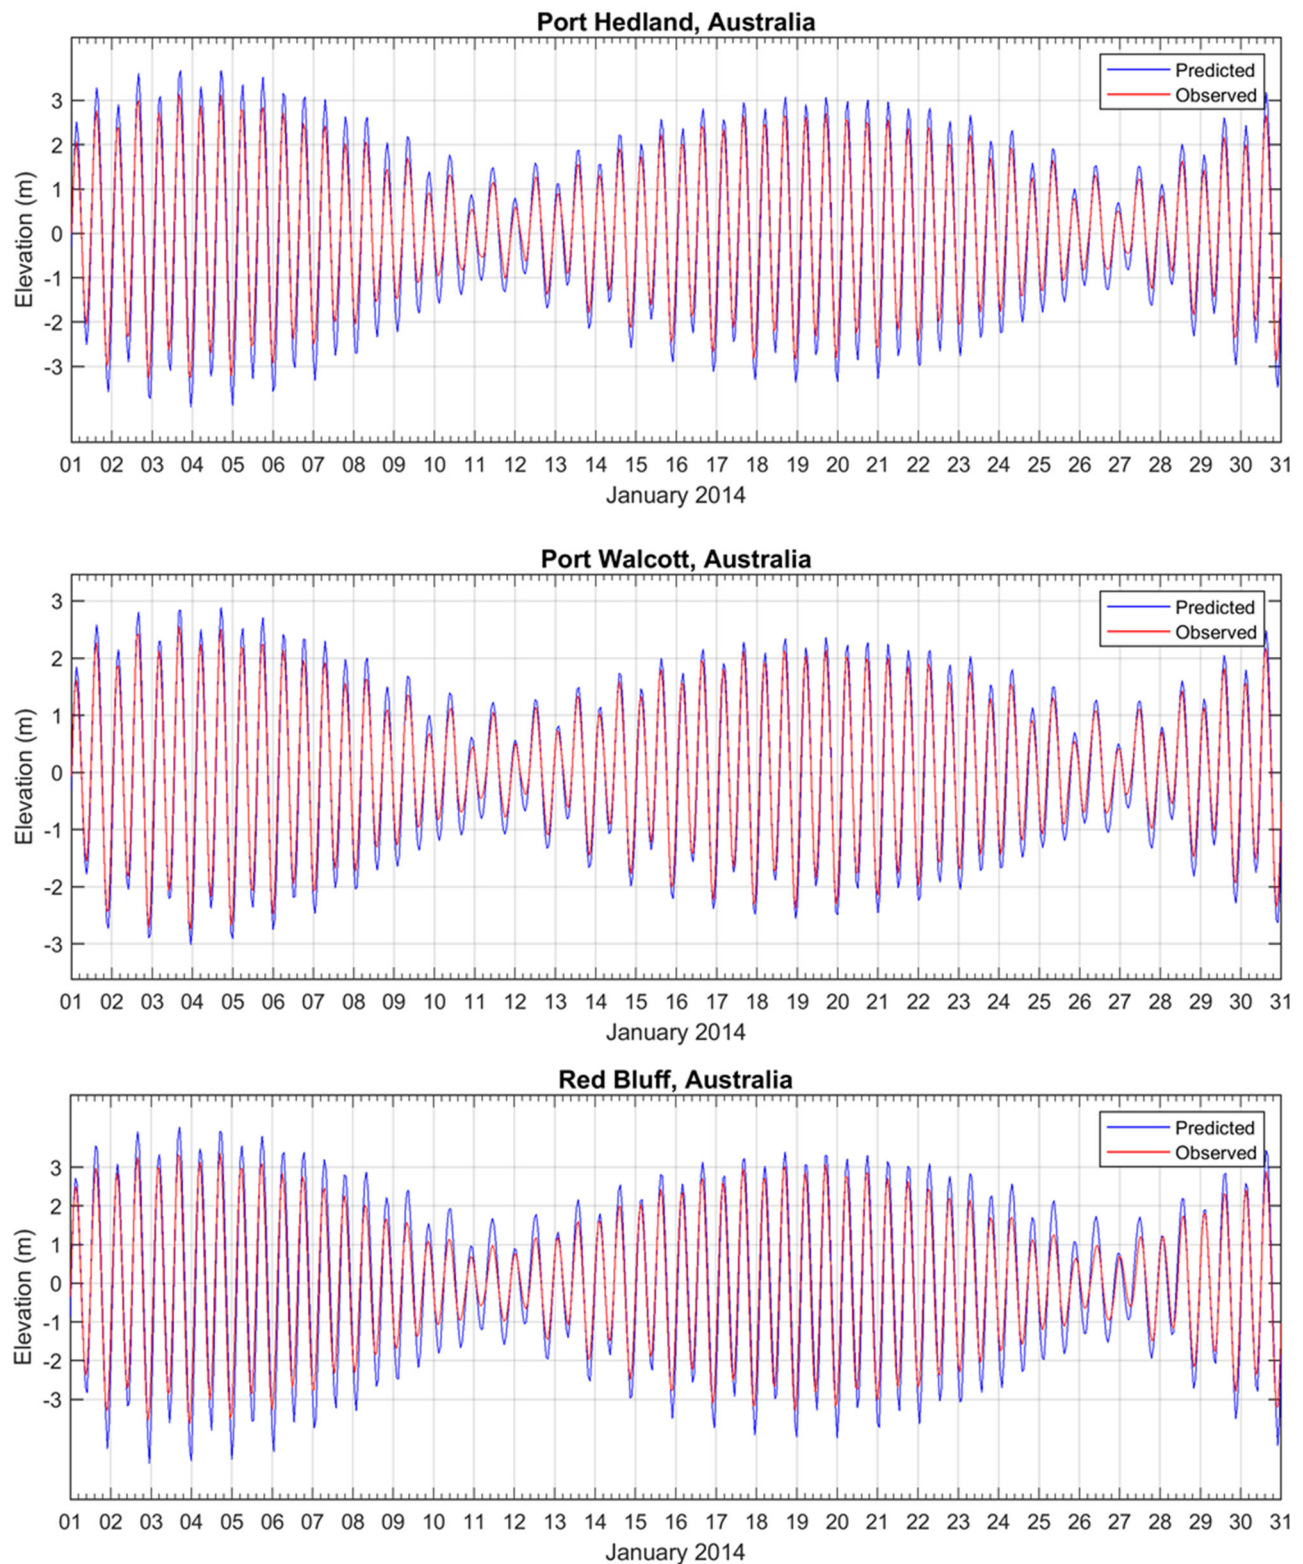 Port Hedland, Australia
Predicted
Observed
Elevation (m)
3
2
1
0
-1
-2
-3
01 02 03 04 05 06 07 08 09 10 11 12 13 14 15 16 17 18 19 20 21 22 23 24 25 26 27 28 29 30 31
January 2014
Port Walcott, Australia
Predicted
Observed
Elevation (m)
3
2
1
0
-1
-2
-3
01 02 03 04 05 06 07 08 09 10 11 12 13 14 15 16 17 18 19 20 21 22 23 24 25 26 27 28 29 30 31
January 2014
Red Bluff, Australia
Predicted
Observed
Elevation (m)
3
2
1
0
-1
-2
-3
01 02 03 04 05 06 07 08 09 10 11 12 13 14 15 16 17 18 19 20 21 22 23 24 25 26 27 28 29 30 31
January 2014